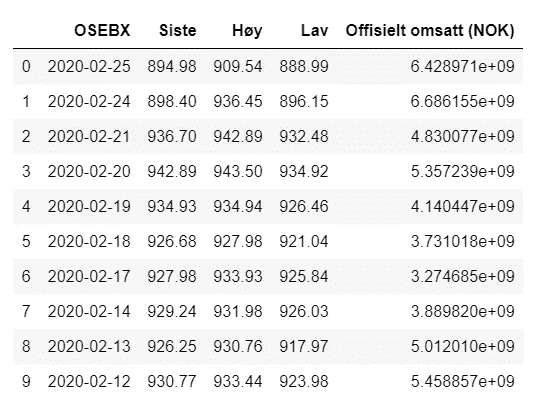 OSEBX Siste Høy Lav Offisielt omsatt (NOK)
0 2020-02-25 894.98 909.54 888.99 6.428971e+09
1 2020-02-24 898.40 936.45 896.15 6.686155e+09
2 2020-02-21 936.70 942.89 932.48 4.830077e+09
3 2020-02-20 942.89 943.50 934.92 5.357239e+09
4 2020-02-19 934.93 934.94 926.46 4.140447e+09
5 2020-02-18 926.68 927.98 921.04 3.731018e+09
6 2020-02-17 927.98 933.93 925.84 3.274685e+09
7 2020-02-14 929.24 931.98 926.03 3.889820e+09
8 2020-02-13 926.25 930.76 917.97 5.012010e+09
9 2020-02-12 930.77 933.44 923.98 5.458857e+09